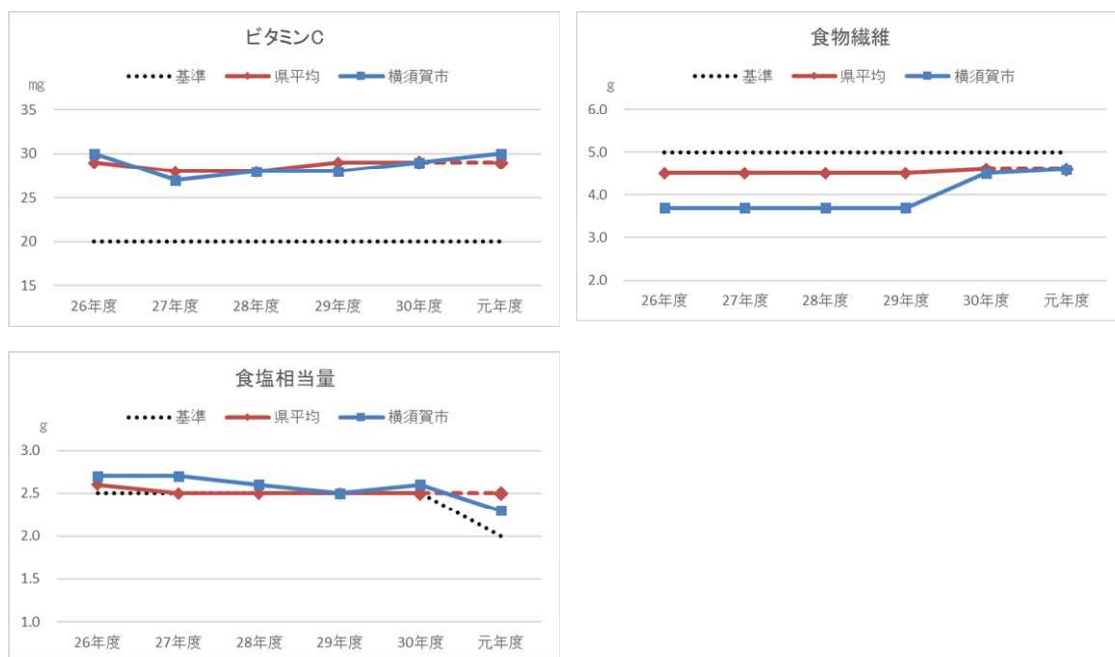 ビタミンC
基準 県平均 横須賀市
mg
35
30
25
20
15
26年度 27年度 28年度 29年度 30年度 元年度
食物繊維
基準 県平均 横須賀市
g
6.0
5.0
4.0
3.0
2.0
26年度 27年度 28年度 29年度 30年度 元年度
食塩相当量
基準 県平均 横須賀市
g
3.0
2.5
2.0
1.5
1.0
26年度 27年度 28年度 29年度 30年度 元年度